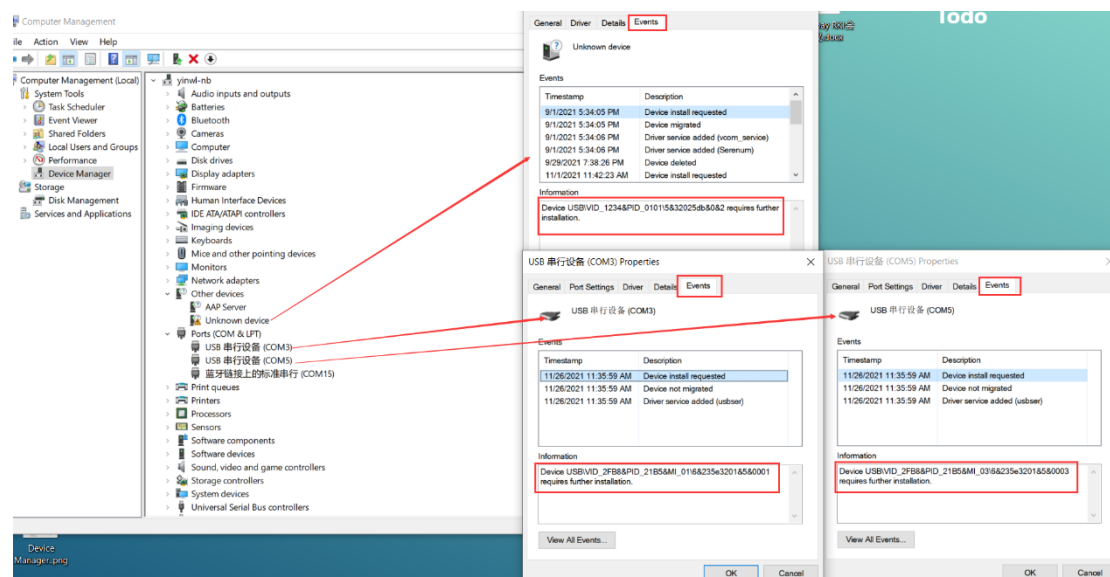 Computer Management
ile Action View Help
Computer Management (Local)
System Tools
Task Scheduler
Event Viewer
Shared Folders
Local Users and Groups
Performance
Device Manager
Storage
Disk Management
Services and Applications
yinwl-nb
Audio inputs and outputs
Batteries
Bluetooth
Cameras
Computer
Disk drives
Display adapters
Firmware
Human Interface Devices
IDE ATA/ATAPI controllers
Imaging devices
Keyboards
Mice and other pointing devices
Monitors
Network adapters
Other devices
AAP Server
Unknown device
Ports (COM & LPT)
USB 串行设备 (COM3)
USB 串行设备 (COM5)
蓝牙链接上的标准串行 (COM15)
Print queues
Printers
Processors
Sensors
Software components
Software devices
Sound, video and game controllers
Storage controllers
System devices
Universal Serial Bus controllers
General Driver Details Events
Unknown device
Events
Timestamp Description
9/1/2021 5:34:05 PM Device install requested
9/1/2021 5:34:05 PM Device migrated
9/1/2021 5:34:06 PM Driver service added (vcom_service)
9/1/2021 5:34:06 PM Driver service added (Serenum)
9/29/2021 7:38:26 PM Device deleted
11/1/2021 11:42:23 AM Device install requested
Information
Device USB\VID_1234&PID_0101\5&32025db&0&2 requires further
installation.
Todo
USB 串行设备 (COM3) Properties
General Port Settings Driver Details Events
USB 串行设备 (COM3)
Events
Timestamp Description
11/26/2021 11:35:59 AM Device install requested
11/26/2021 11:35:59 AM Device not migrated
11/26/2021 11:35:59 AM Driver service added (usbser)
Information
Device USB\VID_2FB8&PID_21B5&MI_01\6&235e3201&5&0001
requires further installation.
View All Events...
OK Cancel
USB 串行设备 (COM5) Properties
General Port Settings Driver Details Events
USB 串行设备 (COM5)
Events
Timestamp Description
11/26/2021 11:35:59 AM Device install requested
11/26/2021 11:35:59 AM Device not migrated
11/26/2021 11:35:59 AM Driver service added (usbser)
Information
Device USB\VID_2FB8&PID_21B5&MI_03\6&235e3201&5&0003
requires further installation.
View All Events...
OK Cancel
Device
Manager.png